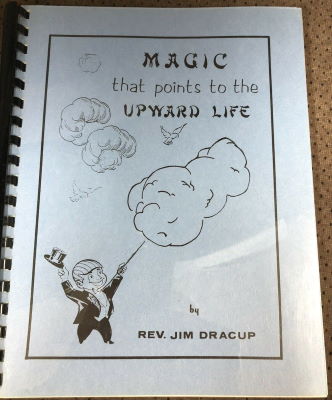 MAGIC
that points to the
UPWARD LIFE
by
REV. JIM DRACUP